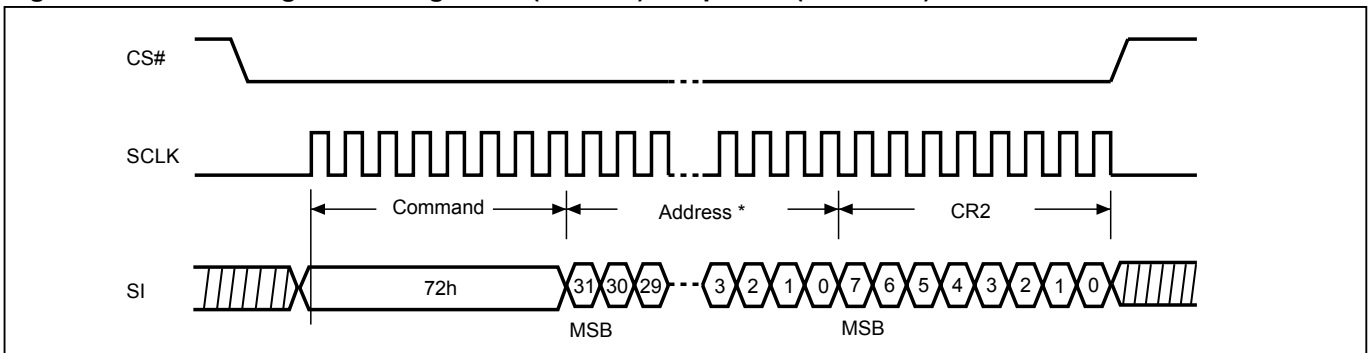 CS#
SCLK
Command Address * CR2
SI 72h 31 30 29 3 2 1 0 7 6 5 4 3 2 1 0
MSB MSB